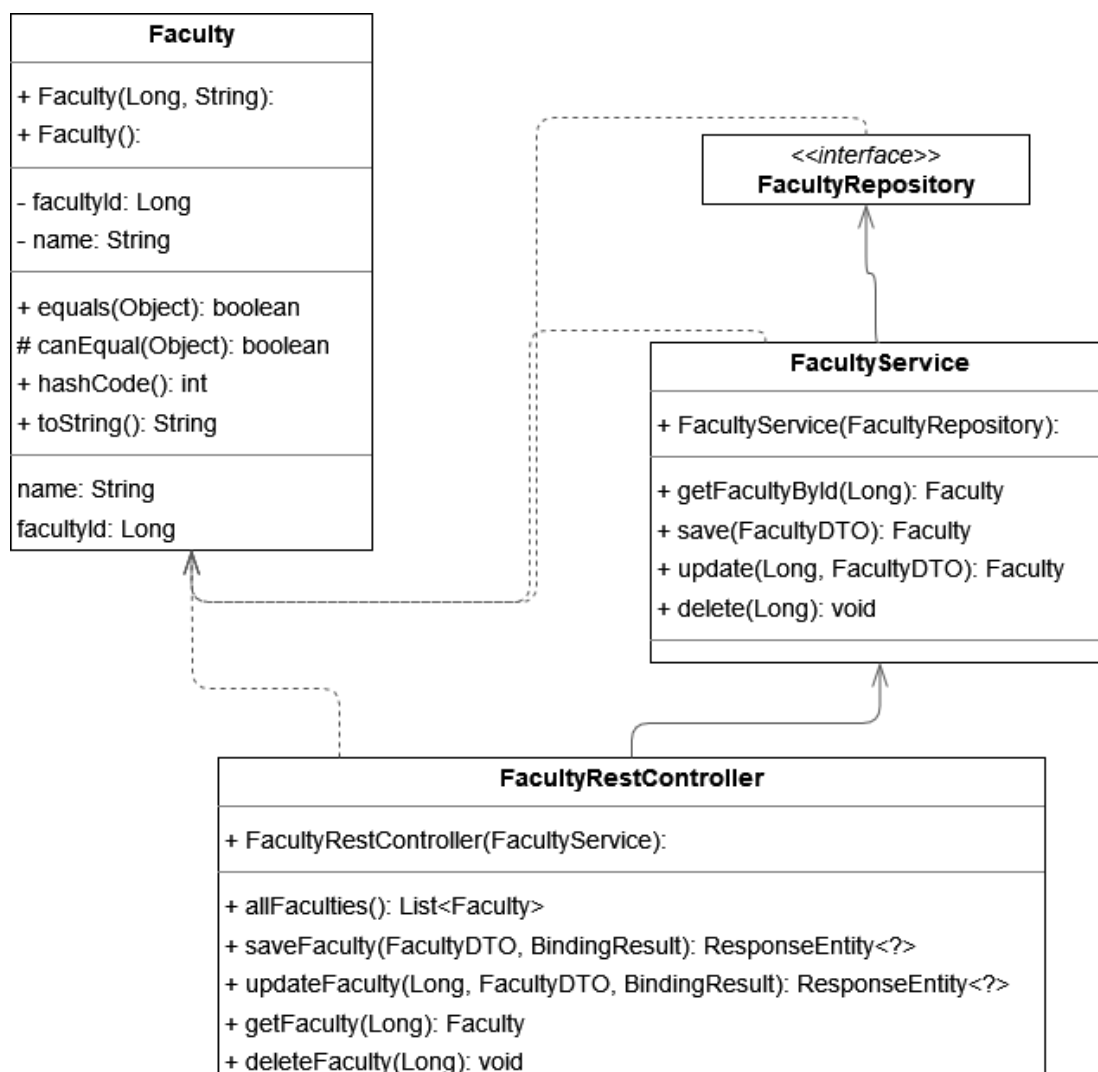 Faculty
+ Faculty(Long, String):
+ Faculty():
- facultyId: Long
- name: String
+ equals(Object): boolean
# canEqual(Object): boolean
+ hashCode(): int
+ toString(): String
name: String
facultyId: Long
<<interface>>
FacultyRepository
FacultyService
+ FacultyService(FacultyRepository):
+ getFacultyById(Long): Faculty
+ save(FacultyDTO): Faculty
+ update(Long, FacultyDTO): Faculty
+ delete(Long): void
FacultyRestController
+ FacultyRestController(FacultyService):
+ allFaculties(): List<Faculty>
+ saveFaculty(FacultyDTO, BindingResult): ResponseEntity<?>
+ updateFaculty(Long, FacultyDTO, BindingResult): ResponseEntity<?>
+ getFaculty(Long): Faculty
+ deleteFaculty(Long): void